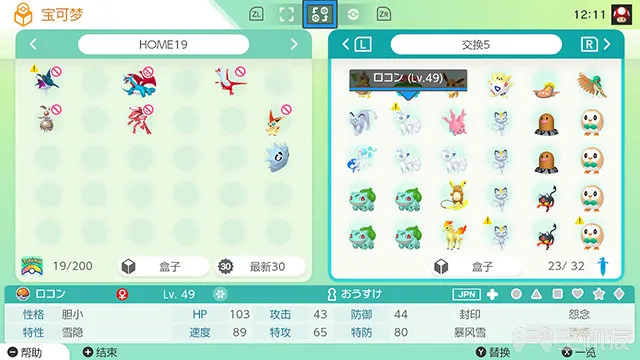 宝可梦
ZL
ZR
12:11
HOME19
L
交换5
R
ロコン (Lv.49)
19/200
盒子
30
最新30
盒子
23/ 32
ロコン
Lv. 49
おうすけ
JPN
性格 胆小
HP 103
攻击 43
防御 44
封印
怨念
特性 雪隐
速度 89
特攻 65
特防 80
暴风雪
B 帮助
+ 结束
Y 替换
X 一览